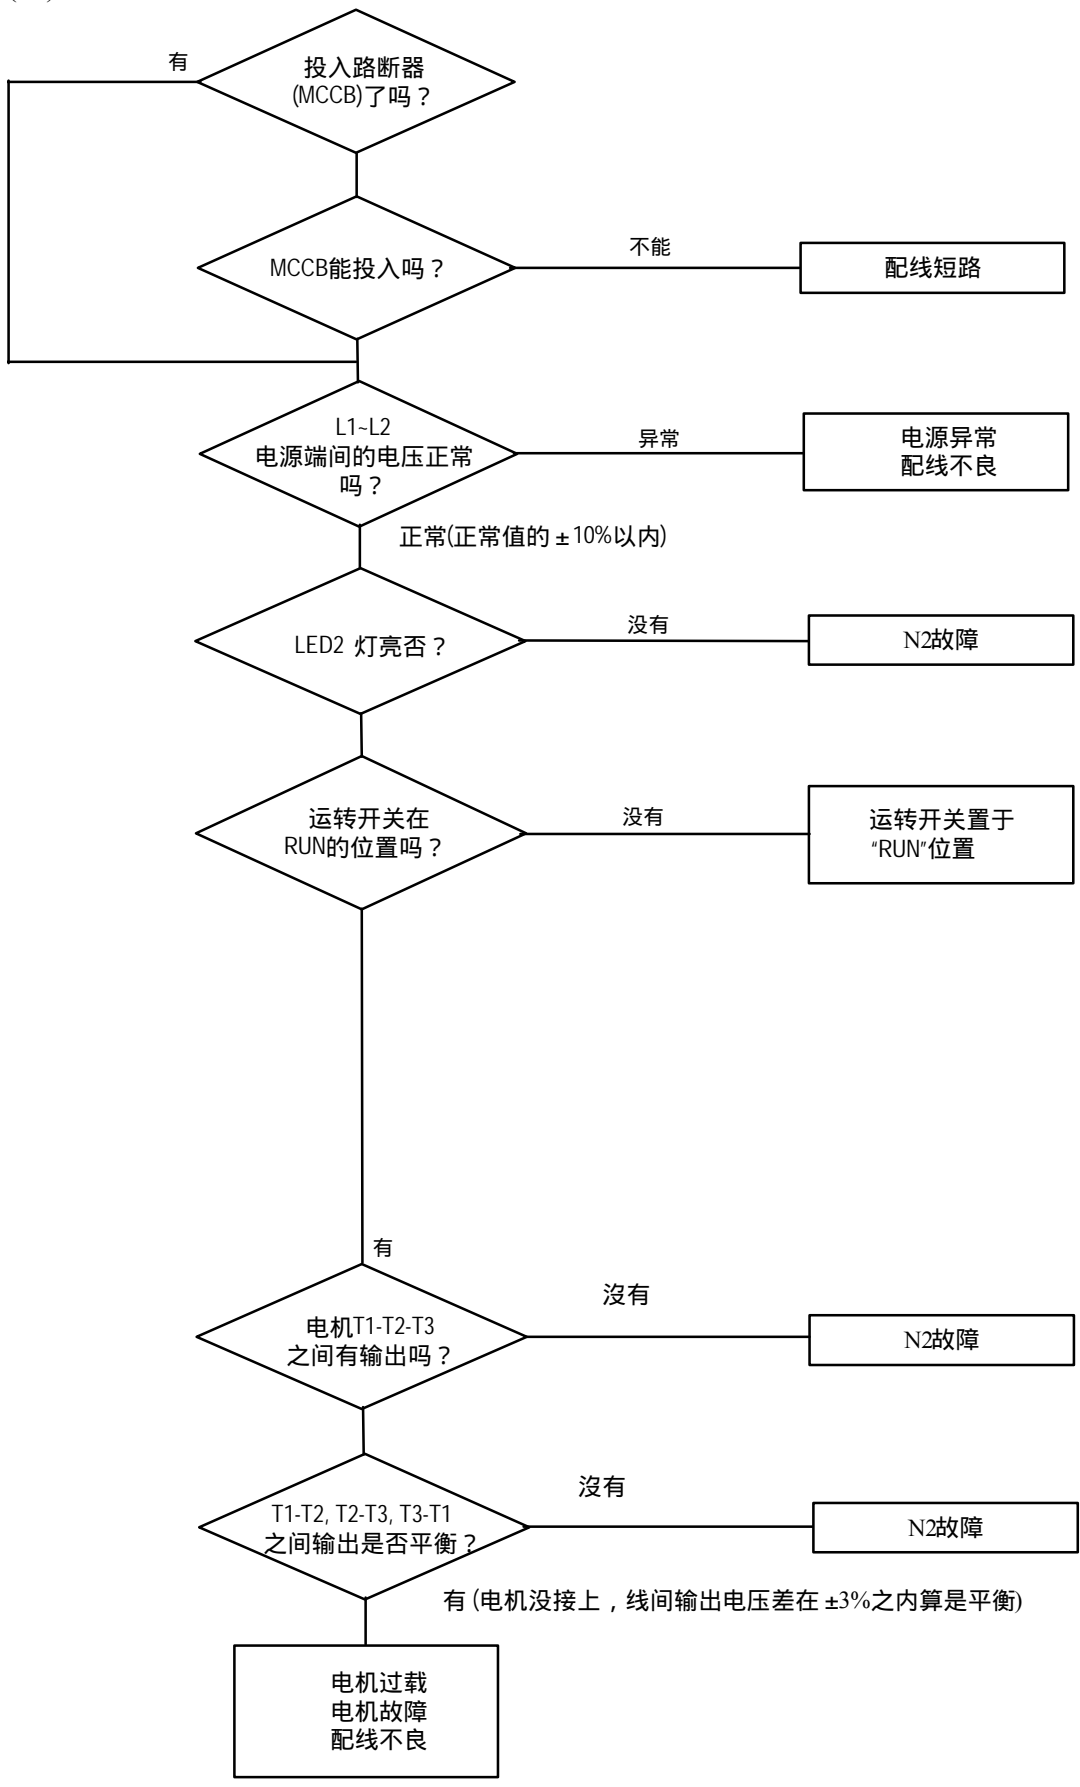 有
投入路断器
(MCCB)了吗？
MCCB能投入吗？
不能
配线短路
L1~L2
电源端间的电压正常
吗？
异常
电源异常
配线不良
正常(正常值的 ±10%以内)
LED2 灯亮否？
没有
N2故障
运转开关在
RUN的位置吗？
没有
运转开关置于
“RUN”位置
有
电机T1-T2-T3
之间有输出吗？
沒有
N2故障
T1-T2, T2-T3, T3-T1
之间输出是否平衡？
沒有
N2故障
有 (电机没接上，线间输出电压差在 ±3%之内算是平衡)
电机过载
电机故障
配线不良